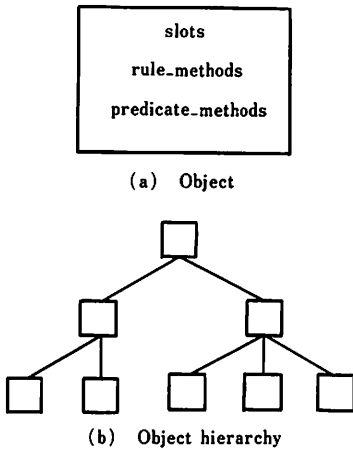 slots
rule_methods
predicate_methods
(a) Object
(b) Object hierarchy